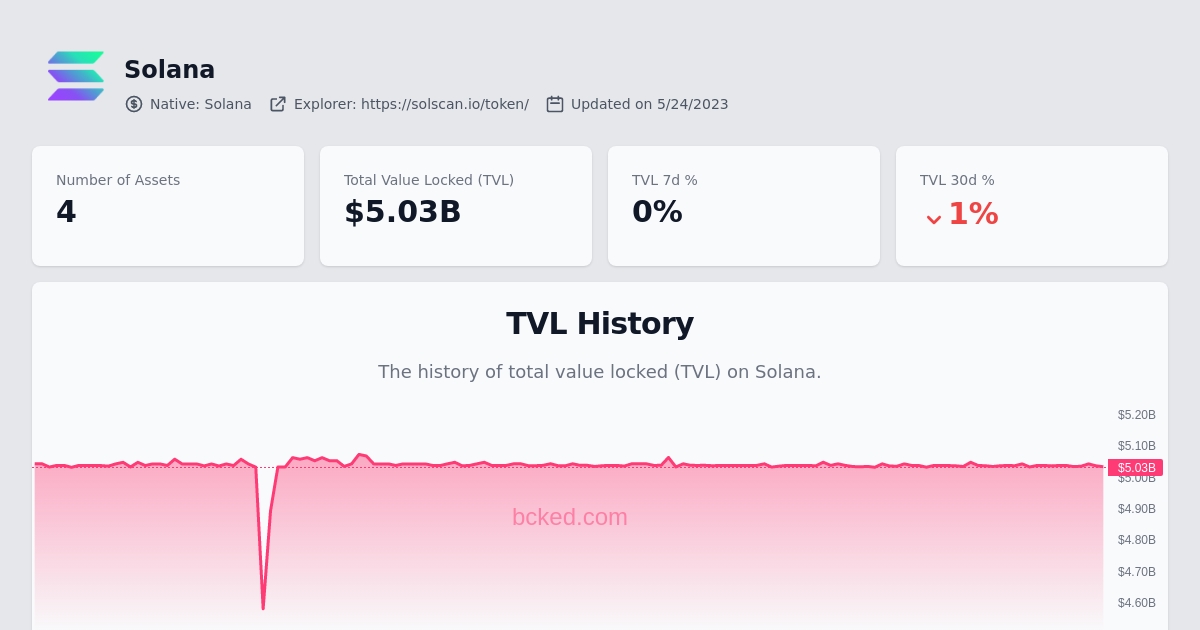 Solana
Native: Solana Explorer: https://solscan.io/token/ Updated on 5/24/2023
Number of Assets
4
Total Value Locked (TVL)
$5.03B
TVL 7d %
0%
TVL 30d %
1%
TVL History
The history of total value locked (TVL) on Solana.
$5.20B
$5.10B
$5.03B
$5.00B
$4.90B
bcked.com
$4.80B
$4.70B
$4.60B